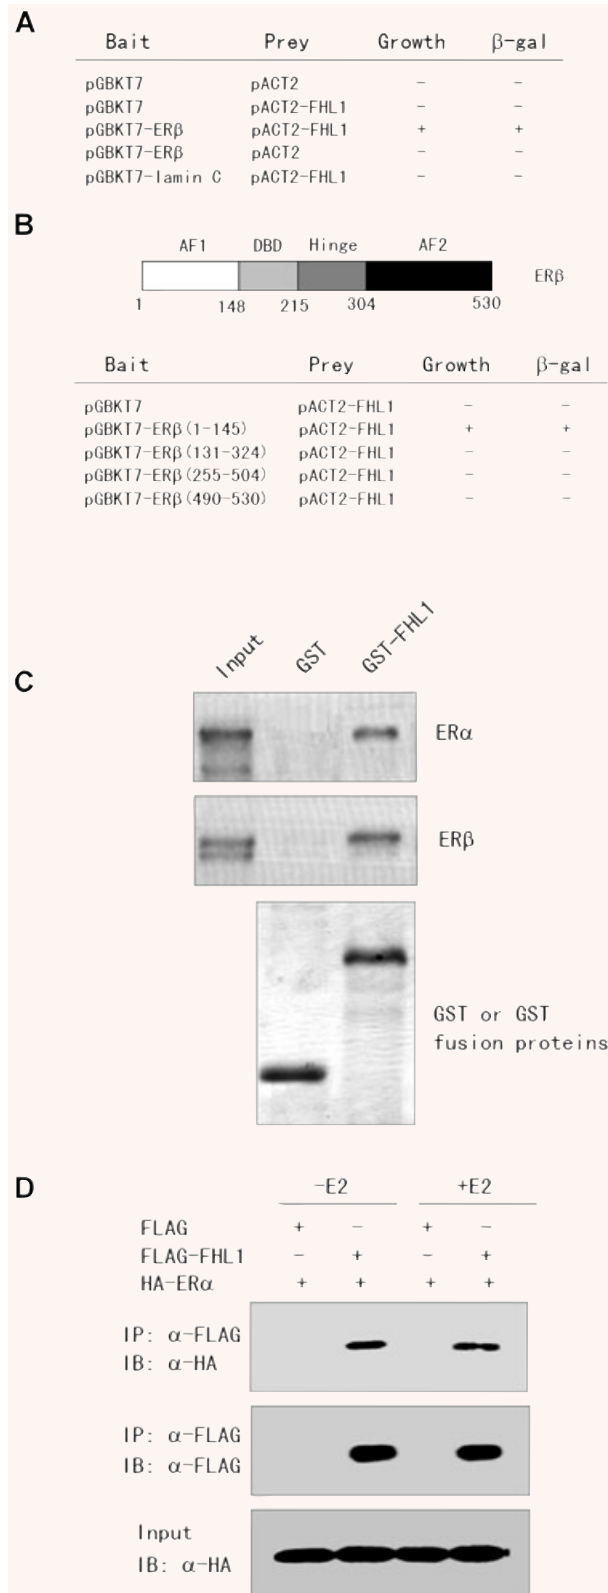 A
Bait Prey Growth β-gal
pGBKT7 pACT2 - -
pGBKT7 pACT2-FHL1 - -
pGBKT7-ERβ pACT2-FHL1 + +
pGBKT7-ERβ pACT2 - -
pGBKT7-lamin C pACT2-FHL1 - -
B
AF1 DBD Hinge AF2
ERβ
1 148 215 304 530
Bait Prey Growth β-gal
pGBKT7 pACT2-FHL1 - -
pGBKT7-ERβ(1-145) pACT2-FHL1 + +
pGBKT7-ERβ(131-324) pACT2-FHL1 - -
pGBKT7-ERβ(255-504) pACT2-FHL1 - -
pGBKT7-ERβ(490-530) pACT2-FHL1 - -
C
Input GST GST-FHL1
ERα
ERβ
GST or GST
fusion proteins
D
-E2 +E2
FLAG + - + -
FLAG-FHL1 - + - +
HA-ERα + + + +
IP: α-FLAG
IB: α-HA
IP: α-FLAG
IB: α-FLAG
Input
IB: α-HA